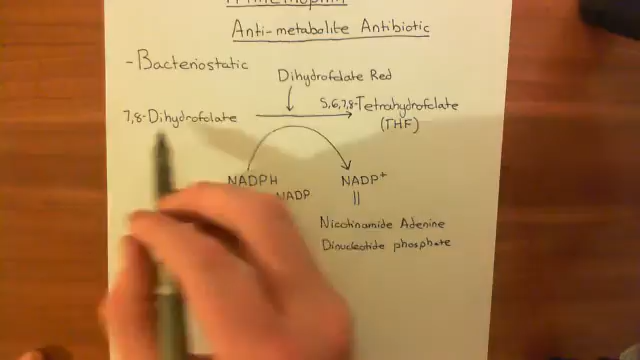 Anti-metabolite Antibiotic
-Bacteriostatic
Dihydrofolate Red
7,8-Dihydrofolate
5,6,7,8-Tetrahydrofolate
(THF)
NADPH
NADP+
NADP
||
Nicotinamide Adenine
Dinucleotide phosphate